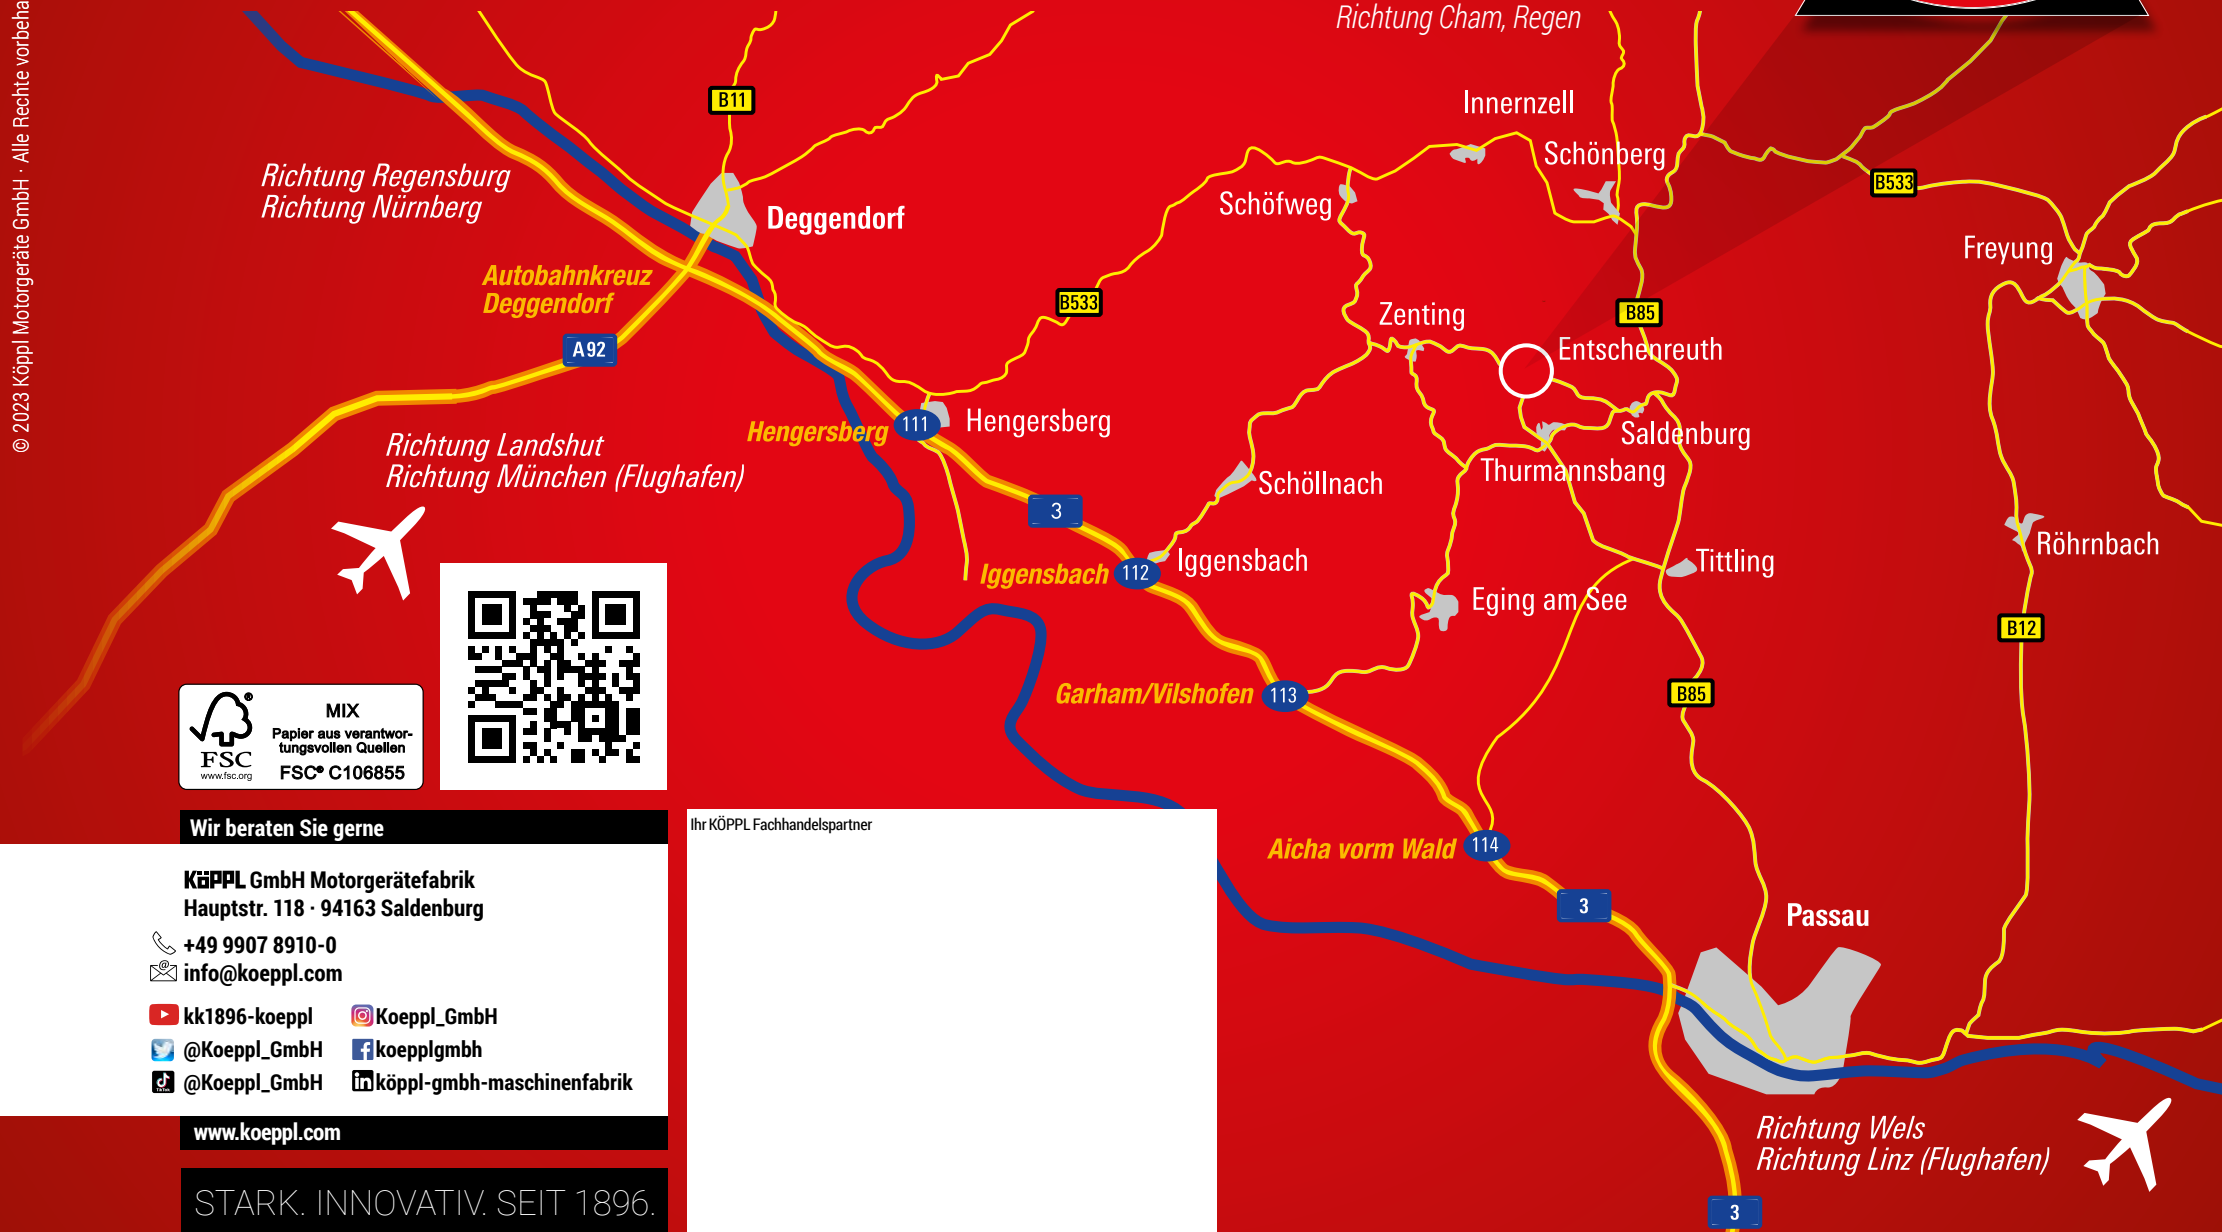 © 2023 Köppl Motorgeräte GmbH · Alle Rechte
Richtung Cham, Regen
B11
Innernzell
Schönberg
Richtung Regensburg
Richtung Nürnberg
Deggendorf
Schöfweg
B533
Freyung
Autobahnkreuz
Deggendorf
B533
Zenting
B85
Entschenreuth
A92
Hengersberg
111
Hengersberg
Saldenburg
Richtung Landshut
Richtung München (Flughafen)
Thurmannsbang
Schöllnach
3
Röhrnbach
Iggensbach
112
Iggensbach
Tittling
Eging am See
B12
Garham/Vilshofen
113
B85
MIX
Papier aus verantwor-
tungsvollen Quellen
FSC® C106855
®
FSC
www.fsc.org
Wir beraten Sie gerne
KÖPPL GmbH Motorgerätefabrik
Hauptstr. 118 · 94163 Saldenburg
+49 9907 8910-0
info@koeppl.com
kk1896-koeppl
Koeppl_GmbH
@Koeppl_GmbH
koepplgmbh
@Koeppl_GmbH
köppl-gmbh-maschinenfabrik
www.koeppl.com
STARK. INNOVATIV. SEIT 1896.
Ihr KÖPPL Fachhandelspartner
Aicha vorm Wald
114
3
Passau
Richtung Wels
Richtung Linz (Flughafen)
3